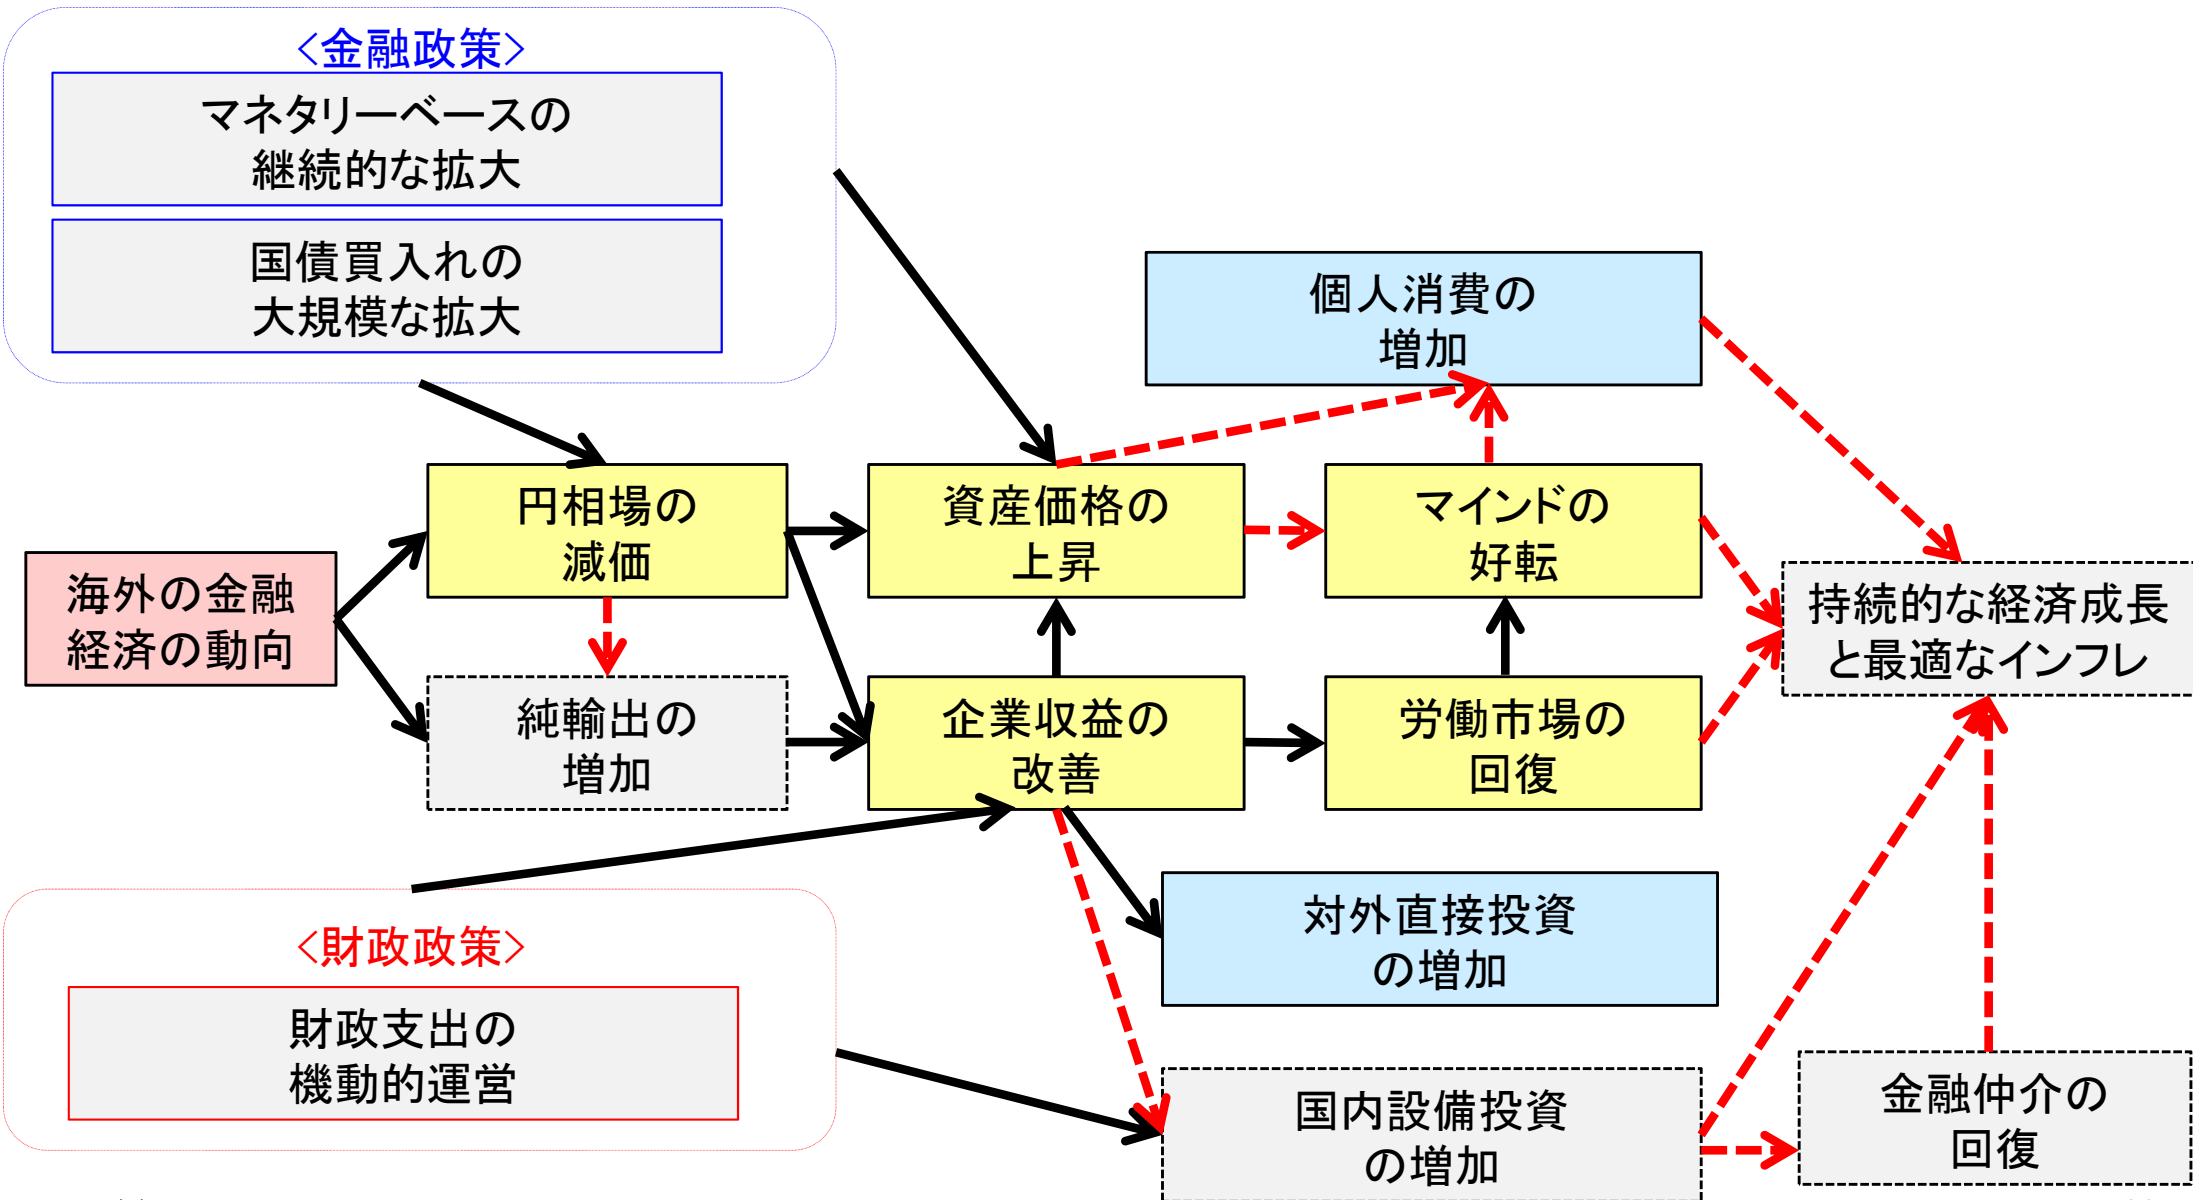 <金融政策>
マネタリーベースの
継続的な拡大
国債買入れの
大規模な拡大
個人消費の
増加
円相場の
減価
資産価格の
上昇
マインドの
好転
海外の金融
経済の動向
持続的な経済成長
と最適なインフレ
純輸出の
増加
企業収益の
改善
労働市場の
回復
対外直接投資
の増加
<財政政策>
財政支出の
機動的運営
国内設備投資
の増加
金融仲介の
回復